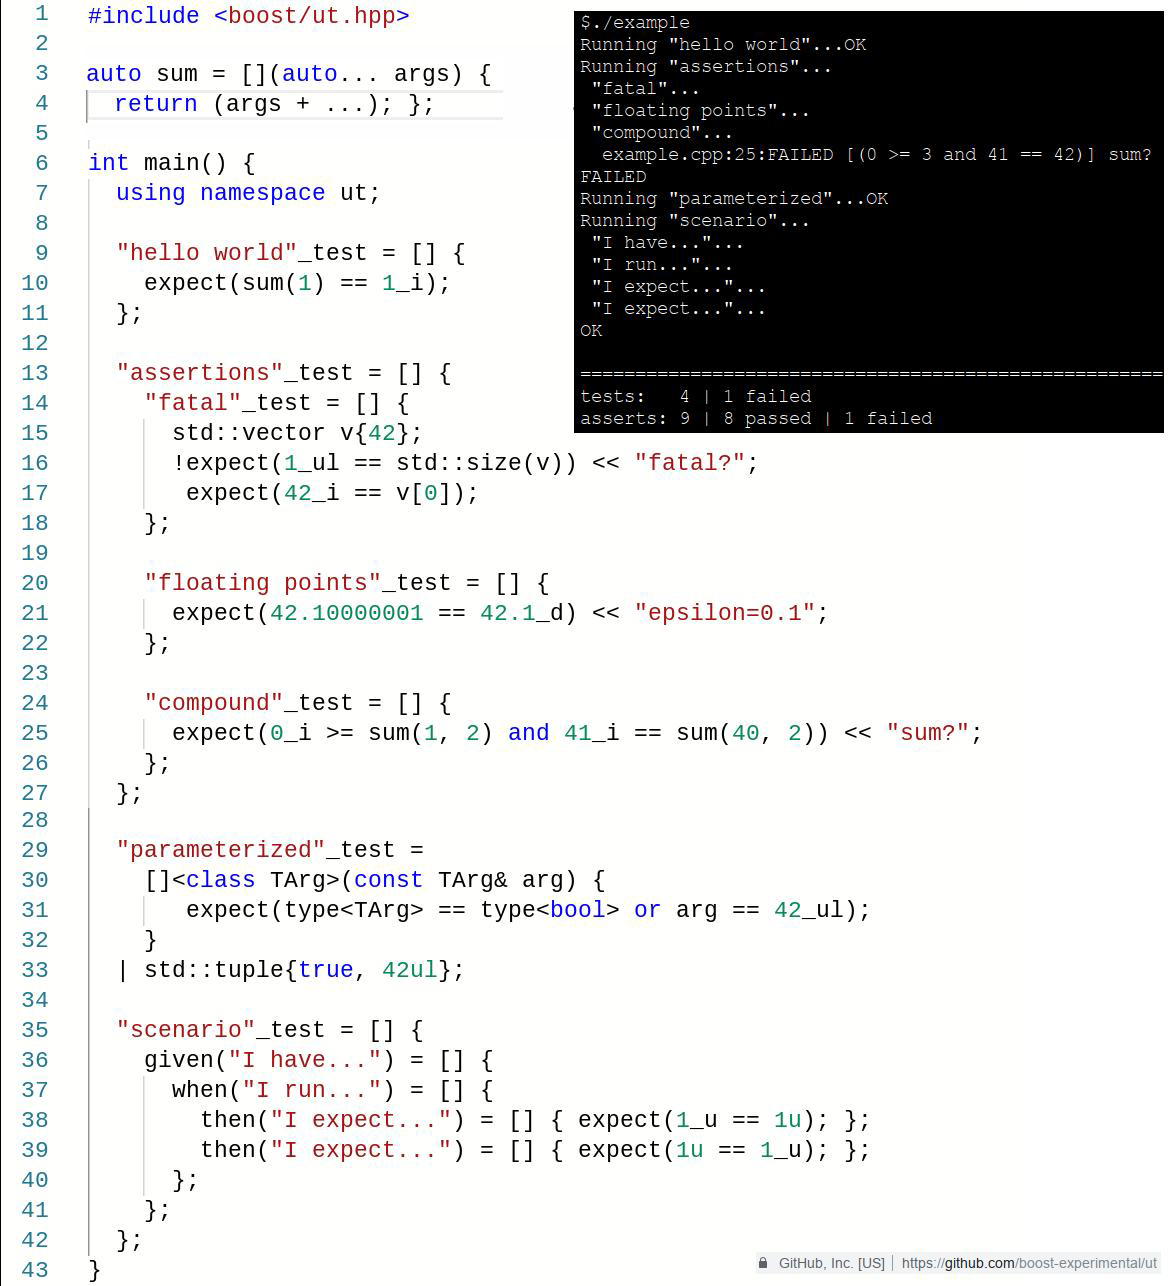 1 #include <boost/ut.hpp>
2
3 auto sum = [](auto... args) {
4 return (args + ...); };
5
6 int main() {
7 using namespace ut;
8
9 "hello world"_test = [] {
10 expect(sum(1) == 1_i);
11 };
12
13 "assertions"_test = [] {
14 "fatal"_test = [] {
15 std::vector v{42};
16 !expect(1_ul == std::size(v)) << "fatal?";
17 expect(42_i == v[0]);
18 };
19
20 "floating points"_test = [] {
21 expect(42.10000001 == 42.1_d) << "epsilon=0.1";
22 };
23
24 "compound"_test = [] {
25 expect(0_i >= sum(1, 2) and 41_i == sum(40, 2)) << "sum?";
26 };
27 };
28
29 "parameterized"_test =
30 []<class TArg>(const TArg& arg) {
31 expect(type<TArg> == type<bool> or arg == 42_ul);
32 }
33 | std::tuple{true, 42ul};
34
35 "scenario"_test = [] {
36 given("I have...") = [] {
37 when("I run...") = [] {
38 then("I expect...") = [] { expect(1_u == 1u); };
39 then("I expect...") = [] { expect(1u == 1_u); };
40 };
41 };
42 };
43 }
$./example
Running "hello world"...OK
Running "assertions"...
"fatal"...
"floating points"...
"compound"...
example.cpp:25:FAILED [(0 >= 3 and 41 == 42)] sum?
FAILED
Running "parameterized"...OK
Running "scenario"...
"I have..."...
"I run..."...
"I expect..."...
"I expect..."...
OK
=====================================================
tests: 4 | 1 failed
asserts: 9 | 8 passed | 1 failed
GitHub, Inc. [US] | https://github.com/boost-experimental/ut